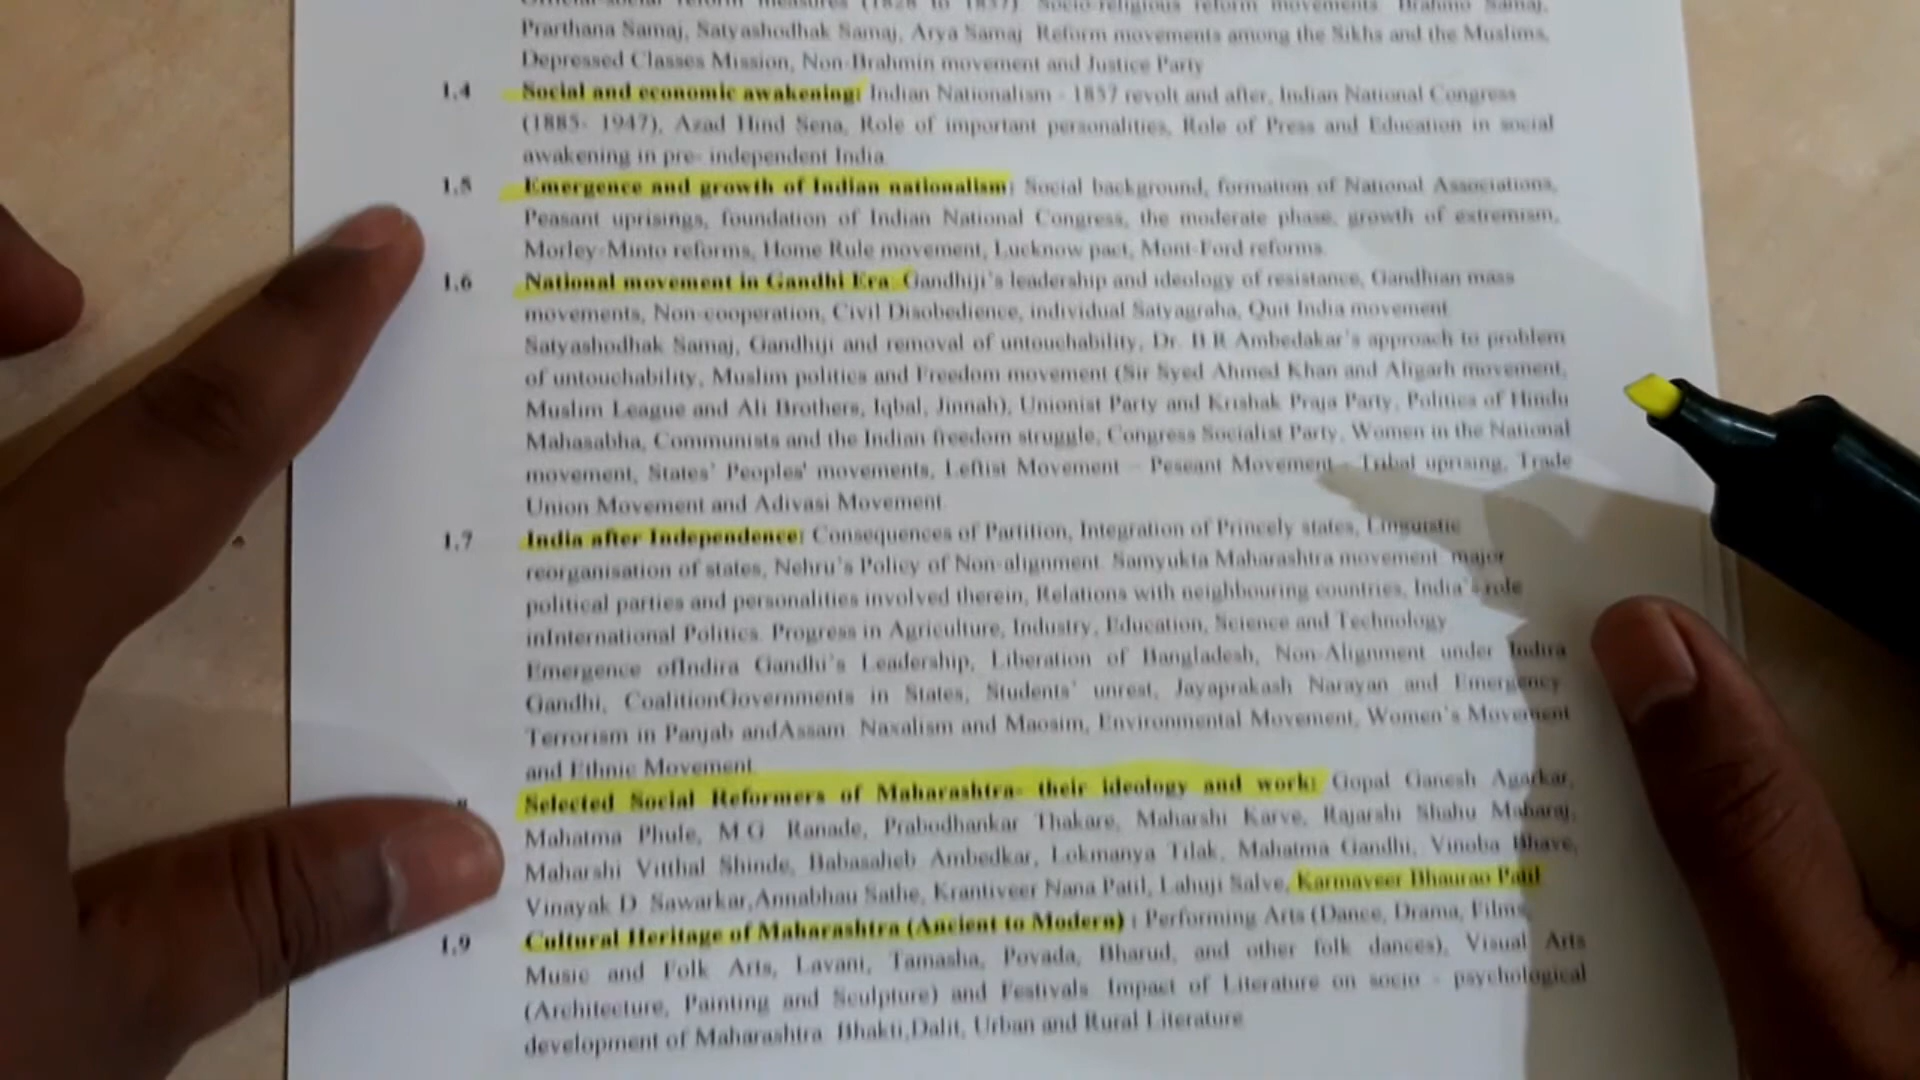 Official-social reform measures (1828 to 1857) Socio-religious reform movements Brahmo Samaj,
Prarthana Samaj, Satyashodhak Samaj, Arya Samaj Reform movements among the Sikhs and the Muslims,
Depressed Classes Mission, Non-Brahmin movement and Justice Party
1.4 Social and economic awakening: Indian Nationalism - 1857 revolt and after, Indian National Congress
(1885- 1947), Azad Hind Sena, Role of important personalities, Role of Press and Education in social
awakening in pre- independent India
1.5 Emergence and growth of Indian nationalism: Social background, formation of National Associations,
Peasant uprisings, foundation of Indian National Congress, the moderate phase, growth of extremism,
Morley-Minto reforms, Home Rule movement, Lucknow pact, Mont-Ford reforms
1.6 National movement in Gandhi Era Gandhiji's leadership and ideology of resistance, Gandhian mass
movements, Non-cooperation, Civil Disobedience, individual Satyagraha, Quit India movement
Satyashodhak Samaj, Gandhiji and removal of untouchability, Dr. B R Ambedakar's approach to problem
of untouchability, Muslim politics and Freedom movement (Sir Syed Ahmed Khan and Aligarh movement,
Muslim League and Ali Brothers, Iqbal, Jinnah), Unionist Party and Krishak Praja Party, Politics of Hindu
Mahasabha, Communists and the Indian freedom struggle, Congress Socialist Party, Women in the National
movement, States' Peoples' movements, Leftist Movement – Peseant Movement – Tribal uprising, Trade
Union Movement and Adivasi Movement
1.7 India after Independence: Consequences of Partition, Integration of Princely states, Linguistic
reorganisation of states, Nehru's Policy of Non-alignment Samyukta Maharashtra movement major
political parties and personalities involved therein, Relations with neighbouring countries, India's role
inInternational Politics Progress in Agriculture, Industry, Education, Science and Technology
Emergence ofIndira Gandhi's Leadership, Liberation of Bangladesh, Non-Alignment under Indira
Gandhi, CoalitionGovernments in States, Students' unrest, Jayaprakash Narayan and Emergency
Terrorism in Panjab andAssam Naxalism and Maosim, Environmental Movement, Women's Movement
and Ethnic Movement
Selected Social Reformers of Maharashtra- their ideology and work: Gopal Ganesh Agarkar,
Mahatma Phule, M G Ranade, Prabodhankar Thakare, Maharshi Karve, Rajarshi Shahu Maharaj,
Maharshi Vitthal Shinde, Babasaheb Ambedkar, Lokmanya Tilak, Mahatma Gandhi, Vinoba Bhave,
Vinayak D Sawarkar,Annabhau Sathe, Krantiveer Nana Patil, Lahuji Salve, Karmaveer Bhaurao Patil
1.9 Cultural Heritage of Maharashtra (Ancient to Modern) : Performing Arts (Dance, Drama, Films,
Music and Folk Arts, Lavani, Tamasha, Povada, Bharud, and other folk dances), Visual Arts
(Architecture, Painting and Sculpture) and Festivals Impact of Literature on socio - psychological
development of Maharashtra Bhakti,Dalit, Urban and Rural Literature